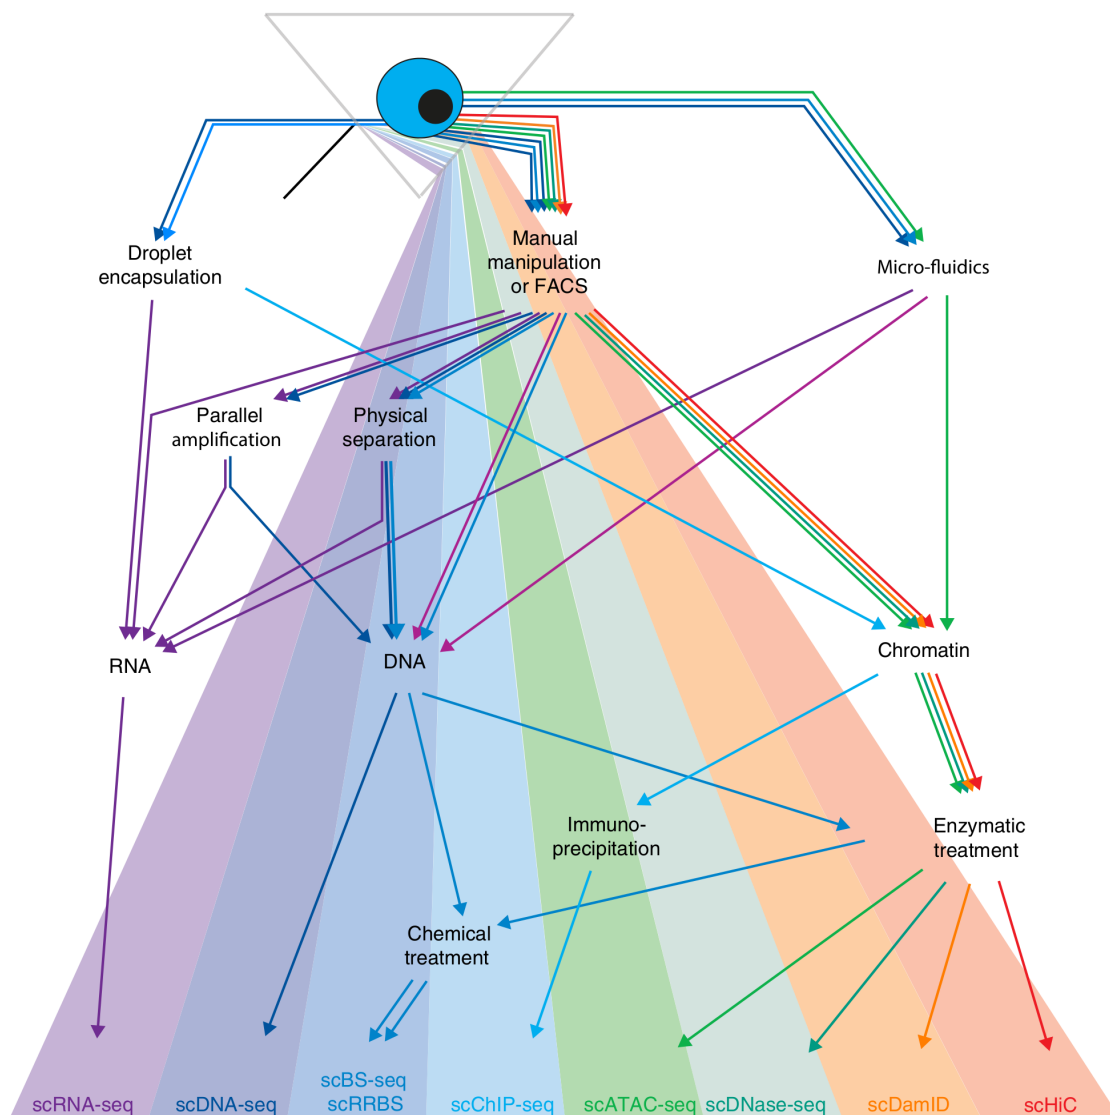 Droplet
encapsulation
Manual
manipulation
or FACS
Micro-fluidics
Parallel
amplification
Physical
separation
RNA
DNA
Chromatin
Immuno-
precipitation
Enzymatic
treatment
Chemical
treatment
scRNA-seq
scDNA-seq
scBS-seq
scRRBS
scChIP-seq
scATAC-seq
scDNase-seq
scDamID
scHiC